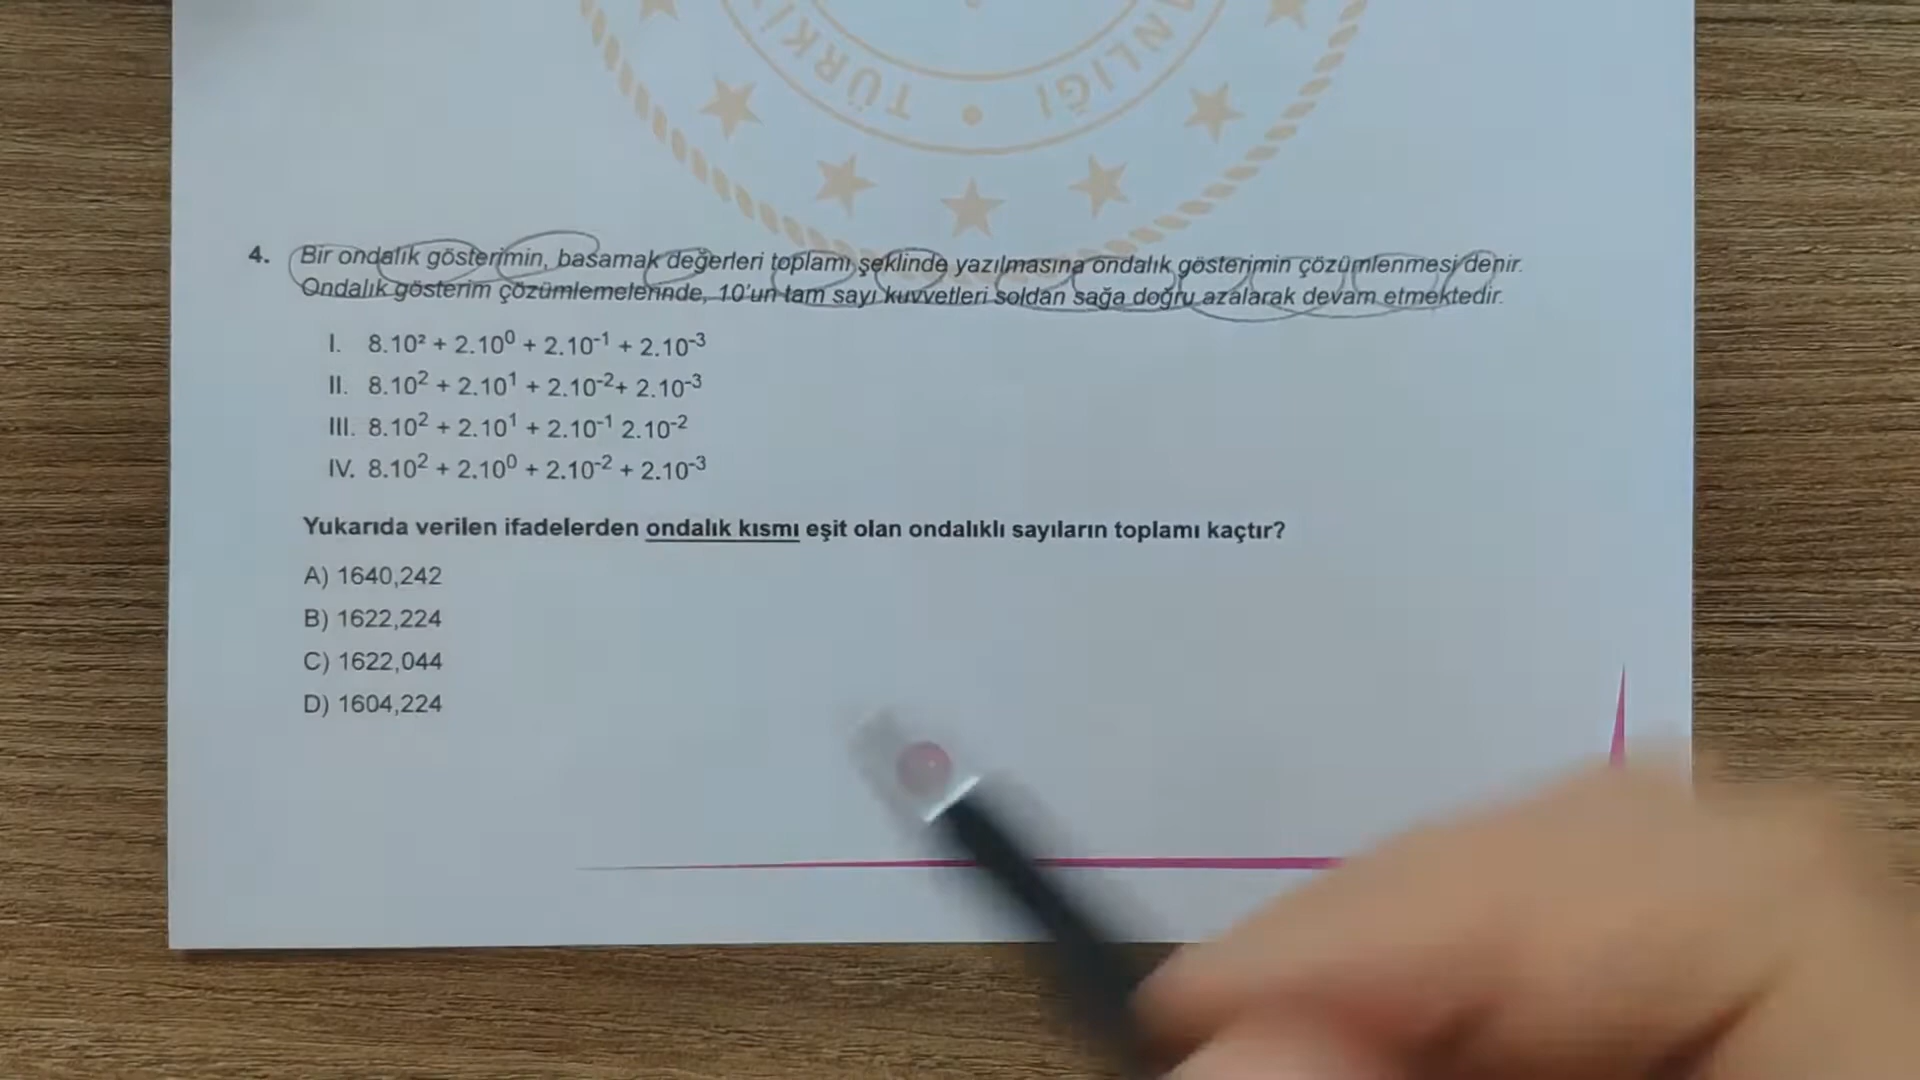 TÜRKİY
ANLIĞI
4. Bir ondalık gösterimin, basamak değerleri toplamı şeklinde yazılmasına ondalık gösterimin çözümlenmesi denir.
Ondalık gösterim çözümlemelerinde, 10'un tam sayı kuvvetleri soldan sağa doğru azalarak devam etmektedir.
I. 8.10² + 2.10⁰ + 2.10⁻¹ + 2.10⁻³
II. 8.10² + 2.10¹ + 2.10⁻²+ 2.10⁻³
III. 8.10² + 2.10¹ + 2.10⁻¹ 2.10⁻²
IV. 8.10² + 2.10⁰ + 2.10⁻² + 2.10⁻³
Yukarıda verilen ifadelerden ondalık kısmı eşit olan ondalıklı sayıların toplamı kaçtır?
A) 1640,242
B) 1622,224
C) 1622,044
D) 1604,224